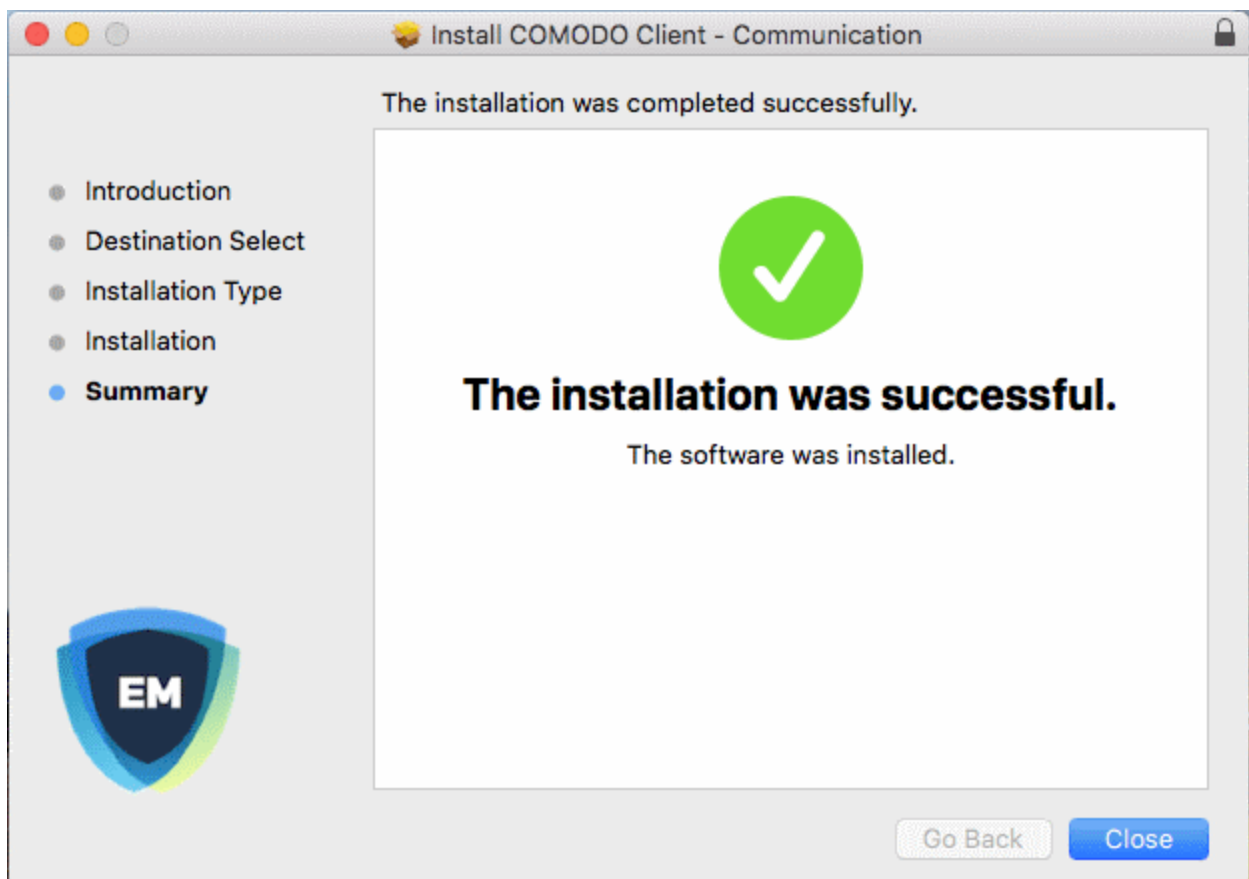 Install COMODO Client - Communication
The installation was completed successfully.
Introduction
Destination Select
Installation Type
Installation
Summary
The installation was successful.
The software was installed.
EM
Go Back
Close